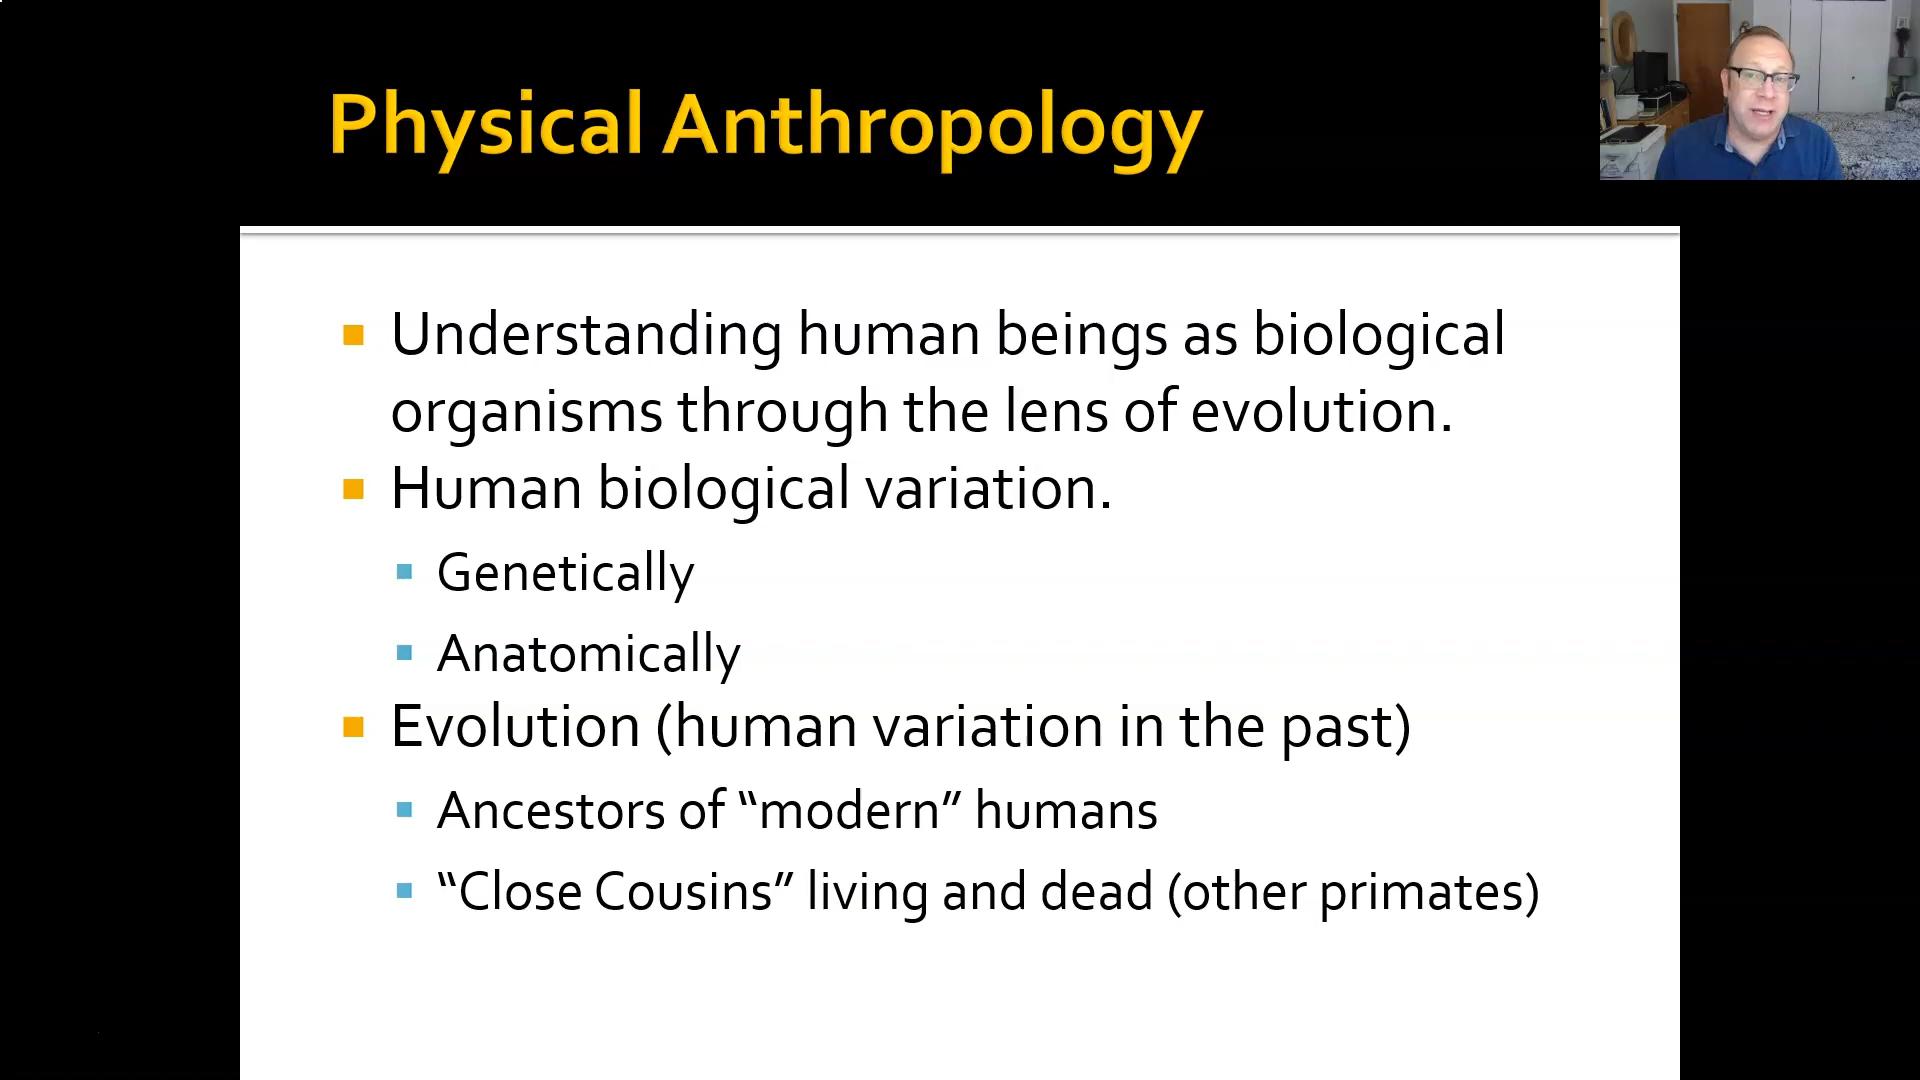 Physical Anthropology
Understanding human beings as biological
organisms through the lens of evolution.
Human biological variation.
Genetically
Anatomically
Evolution (human variation in the past)
Ancestors of “modern” humans
“Close Cousins” living and dead (other primates)